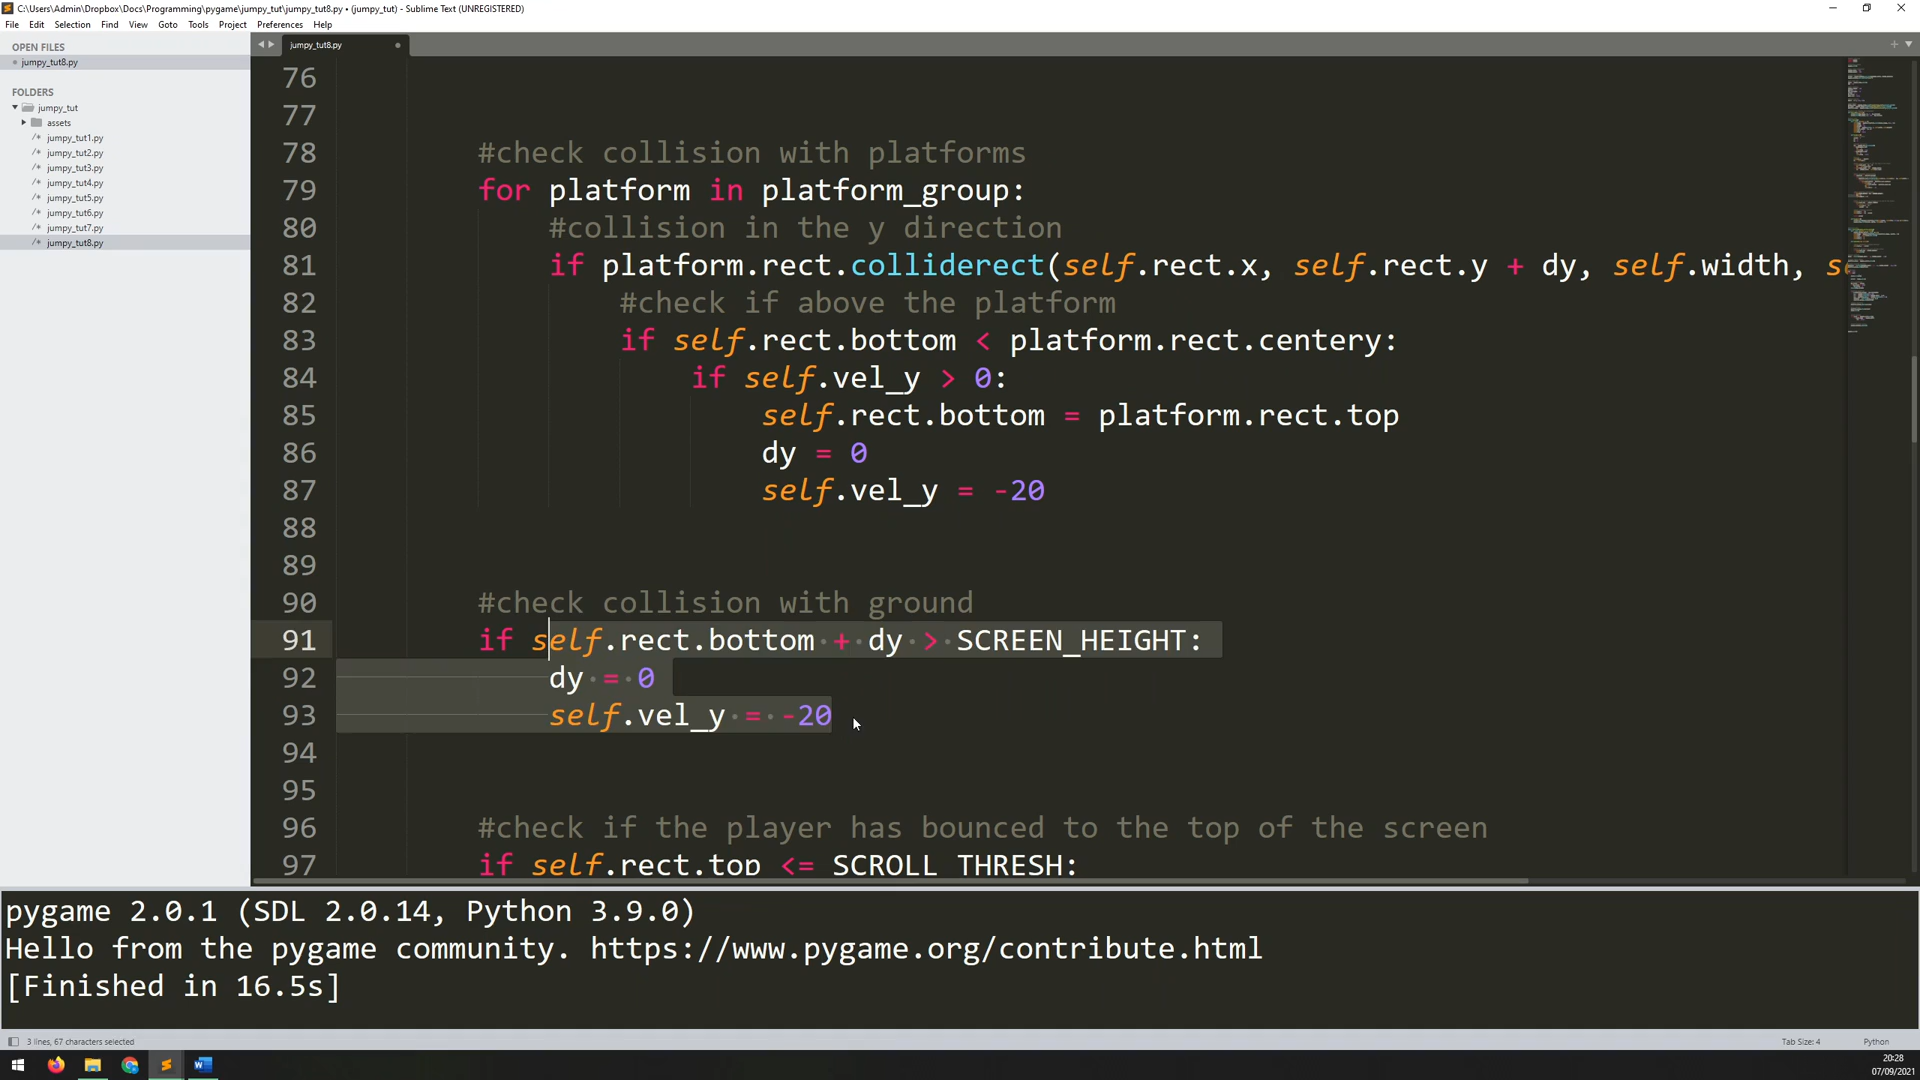 C:\Users\Admin\Dropbox\Docs\Programming\pygame\jumpy_tut\jumpy_tut8.py • (jumpy_tut) - Sublime Text (UNREGISTERED)
File Edit Selection Find View Goto Tools Project Preferences Help
OPEN FILES
jumpy_tut8.py
FOLDERS
jumpy_tut
assets
/* jumpy_tut1.py
/* jumpy_tut2.py
/* jumpy_tut3.py
/* jumpy_tut4.py
/* jumpy_tut5.py
/* jumpy_tut6.py
/* jumpy_tut7.py
/* jumpy_tut8.py
jumpy_tut8.py
76
77
78 #check collision with platforms
79 for platform in platform_group:
80 #collision in the y direction
81 if platform.rect.colliderect(self.rect.x, self.rect.y + dy, self.width, s
82 #check if above the platform
83 if self.rect.bottom < platform.rect.centery:
84 if self.vel_y > 0:
85 self.rect.bottom = platform.rect.top
86 dy = 0
87 self.vel_y = -20
88
89
90 #check collision with ground
91 if self.rect.bottom + dy > SCREEN_HEIGHT:
92 dy = 0
93 self.vel_y = -20
94
95
96 #check if the player has bounced to the top of the screen
97 if self.rect.top <= SCROLL_THRESH:
pygame 2.0.1 (SDL 2.0.14, Python 3.9.0)
Hello from the pygame community. https://www.pygame.org/contribute.html
[Finished in 16.5s]
3 lines, 67 characters selected
Tab Size: 4
Python
20:28
07/09/2021